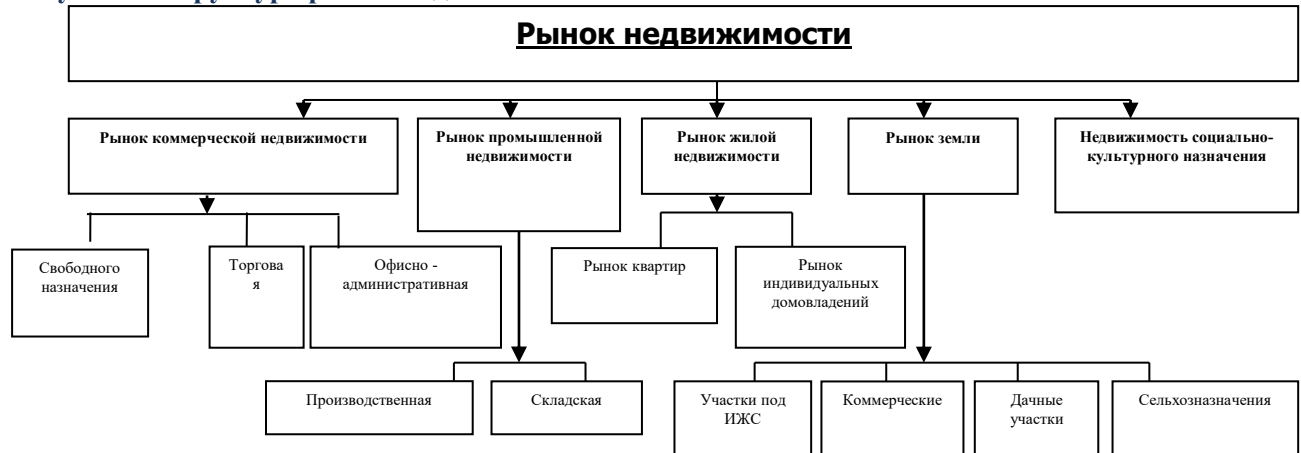 Рынок недвижимости
Рынок коммерческой недвижимости
Рынок промышленной
недвижимости
Рынок жилой
недвижимости
Рынок земли
Недвижимость социально-
культурного назначения
Свободного
назначения
Торгова
я
Офисно -
административная
Рынок квартир
Рынок
индивидуальных
домовладений
Производственная
Складская
Участки под
ИЖС
Коммерческие
Дачные
участки
Сельхозназначения